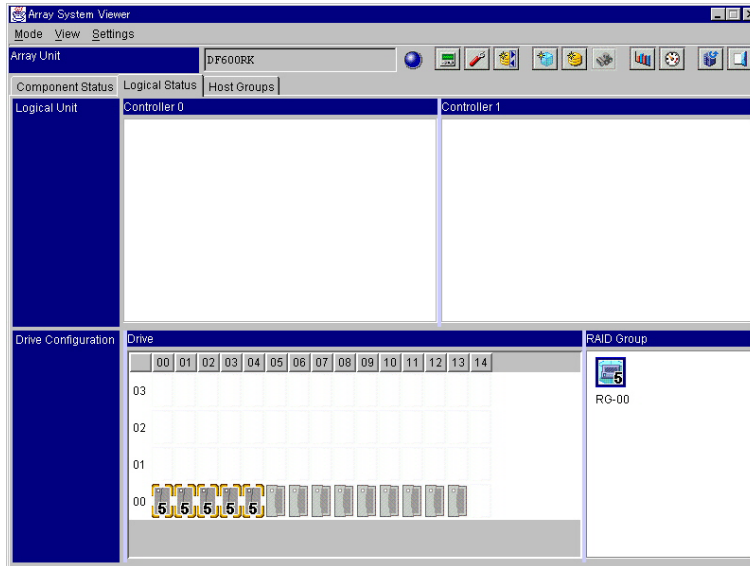 Array System Viewer
Mode View Settings
Array Unit DF600RK
Component Status Logical Status Host Groups
Logical Unit Controller 0 Controller 1
Drive Configuration Drive RAID Group
00 01 02 03 04 05 06 07 08 09 10 11 12 13 14
03
02
01
00 5 5 5 5 5
5
RG-00